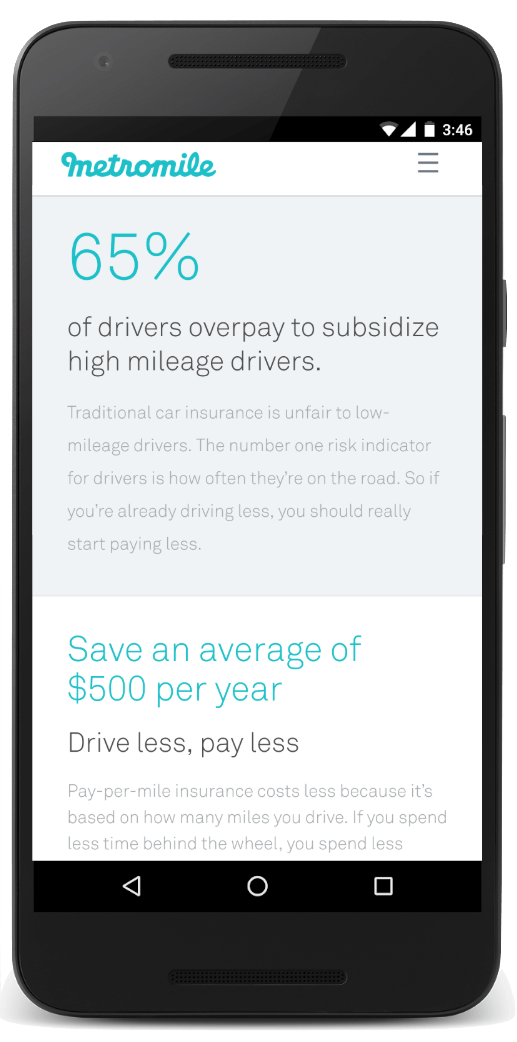 3:46
metromile
65%
of drivers overpay to subsidize
high mileage drivers.
Traditional car insurance is unfair to low-
mileage drivers. The number one risk indicator
for drivers is how often they're on the road. So if
you're already driving less, you should really
start paying less.
Save an average of
$500 per year
Drive less, pay less
Pay-per-mile insurance costs less because it's
based on how many miles you drive. If you spend
less time behind the wheel, you spend less